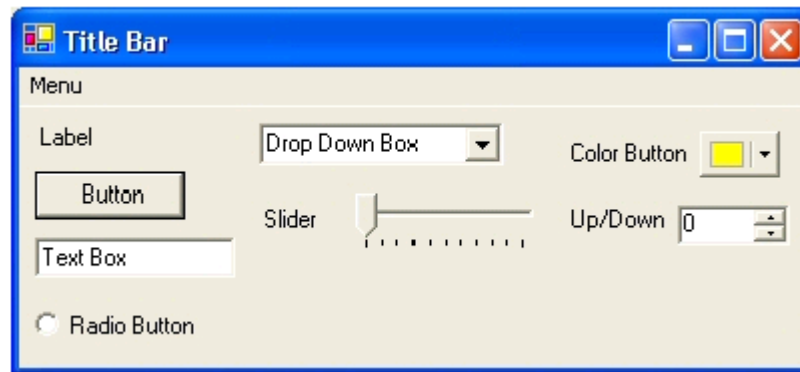 Title Bar
Menu
Label
Drop Down Box
Color Button
Button
Slider
Up/Down 0
Text Box
Radio Button